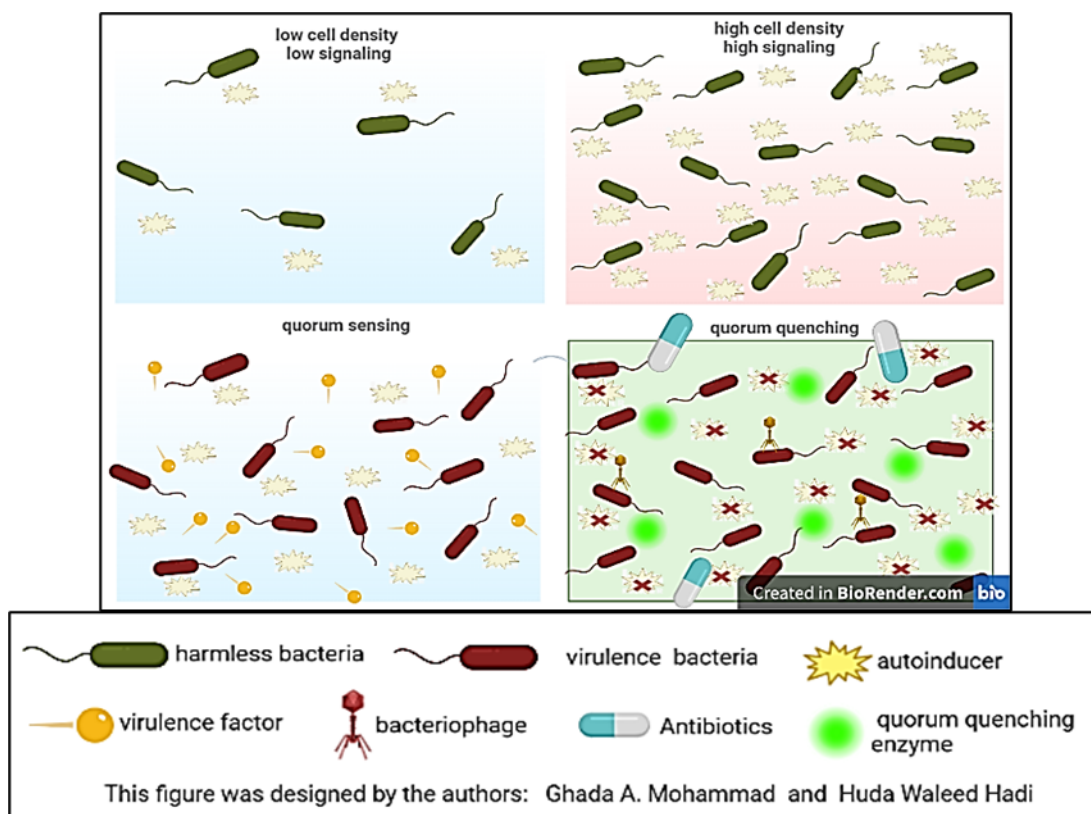 low cell density
low signaling
high cell density
high signaling
quorum sensing
quorum quenching
Created in BioRender.com bio
harmless bacteria
virulence bacteria
autoinducer
virulence factor
bacteriophage
Antibiotics
quorum quenching
enzyme
This figure was designed by the authors: Ghada A. Mohammad and Huda Waleed Hadi